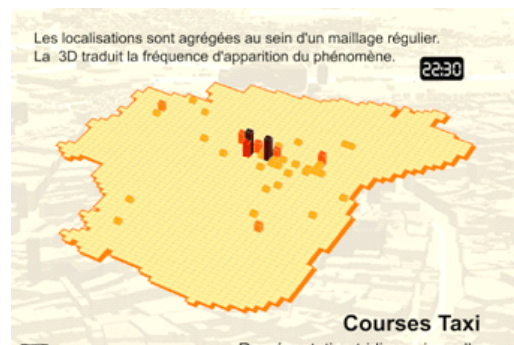 Les localisations sont agrégées au sein d'un maillage régulier.
La 3D traduit la fréquence d'apparition du phénomène.
22:30
Courses Taxi